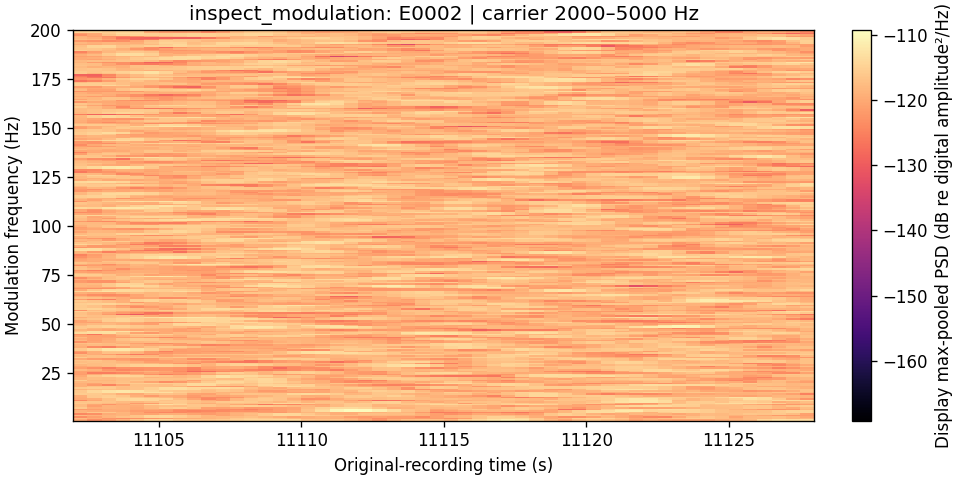 inspect_modulation: E0002 | carrier 2000–5000 Hz
Modulation frequency (Hz)
200
175
150
125
100
75
50
25
11105 11110 11115 11120 11125
Original-recording time (s)
−110
−120
−130
−140
−150
−160
Display max-pooled PSD (dB re digital amplitude²/Hz)